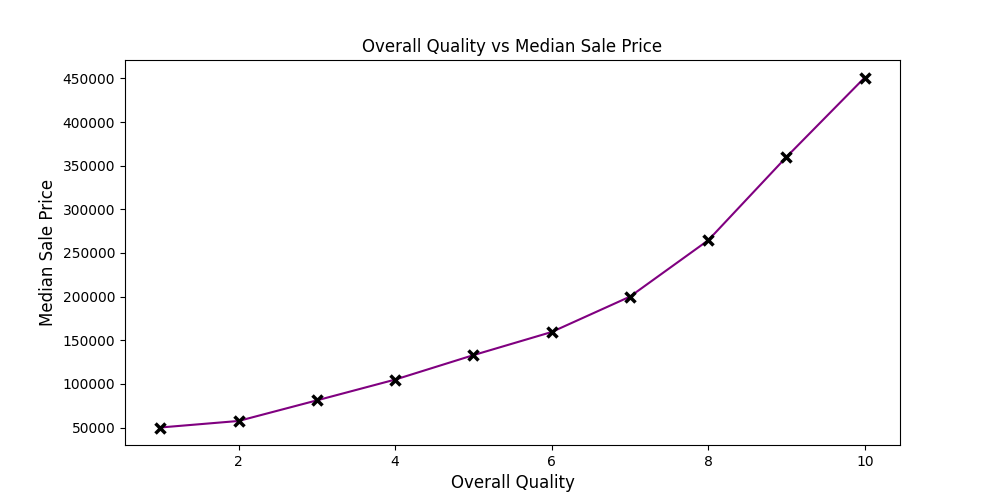 Overall Quality vs Median Sale Price
450000
400000
350000
300000
250000
200000
150000
100000
50000
Median Sale Price
2 4 6 8 10
Overall Quality